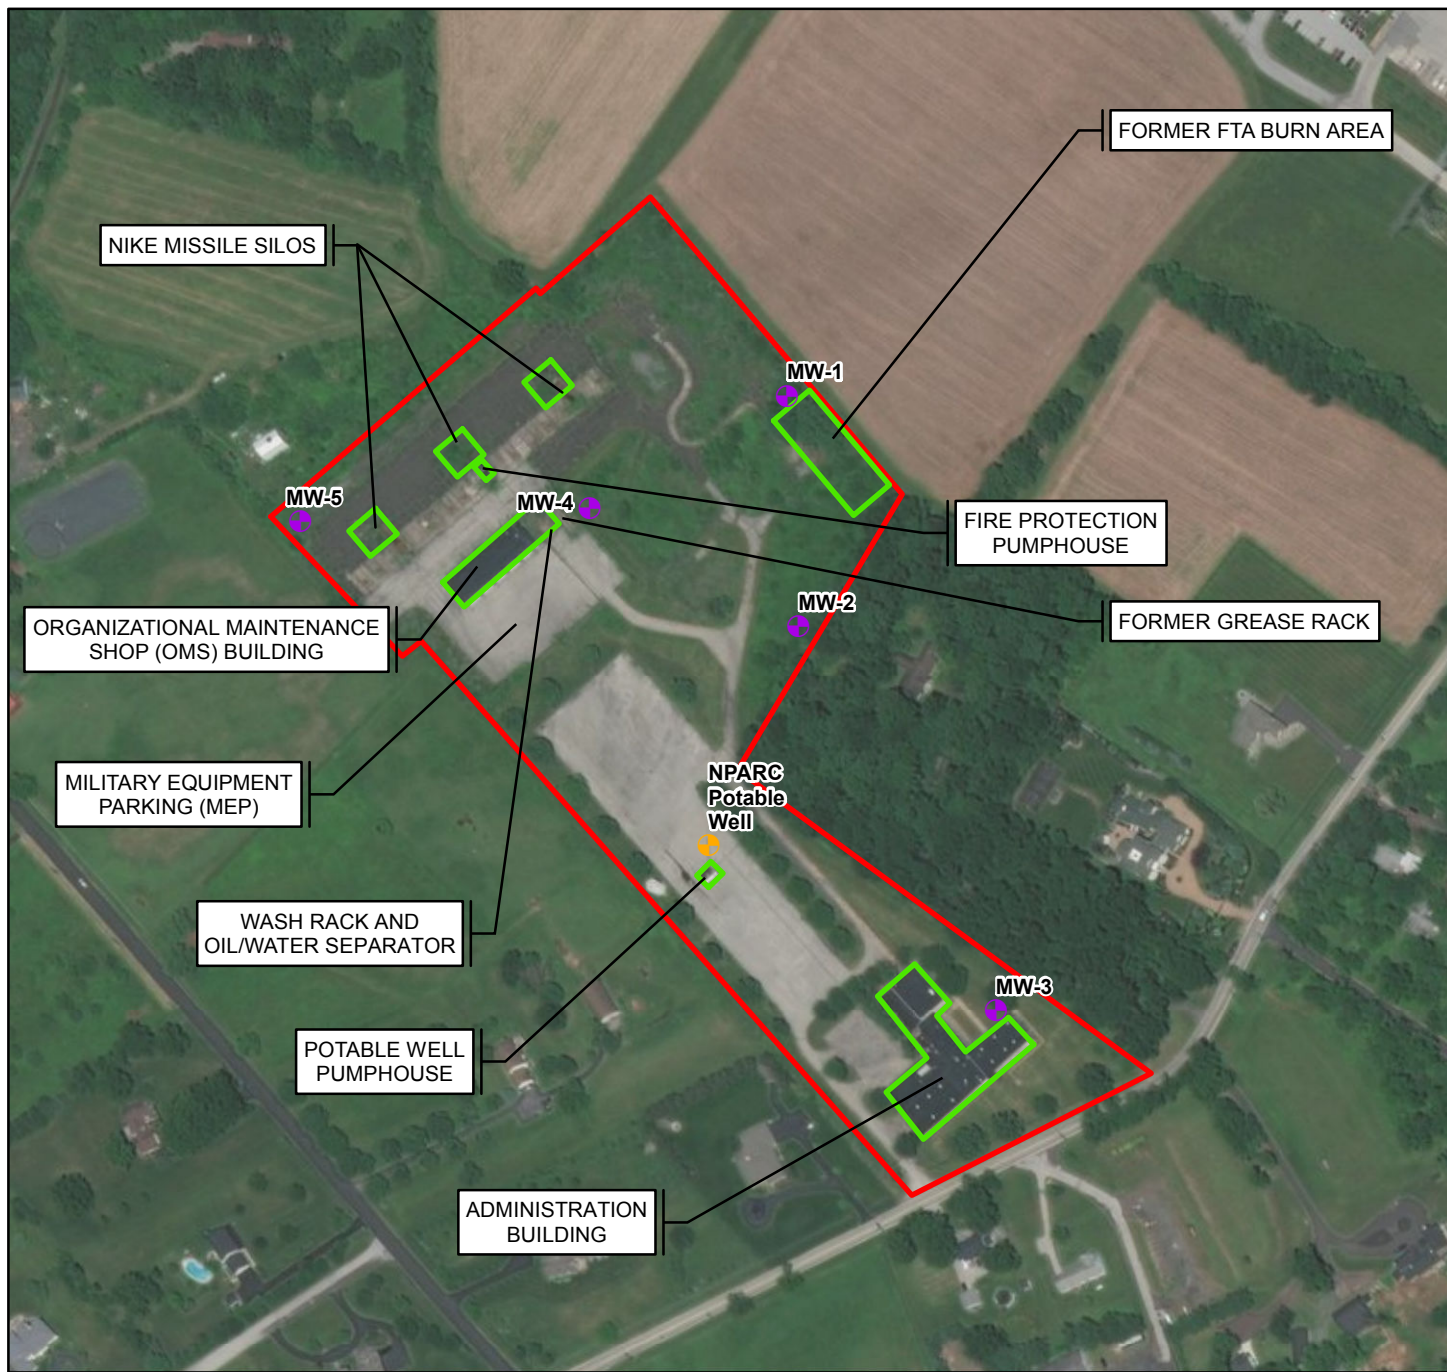 FORMER FTA BURN AREA
NIKE MISSILE SILOS
MW-1
MW-5
MW-4
FIRE PROTECTION
PUMPHOUSE
MW-2
ORGANIZATIONAL MAINTENANCE
SHOP (OMS) BUILDING
FORMER GREASE RACK
MILITARY EQUIPMENT
PARKING (MEP)
NPARC
Potable
Well
WASH RACK AND
OIL/WATER SEPARATOR
MW-3
POTABLE WELL
PUMPHOUSE
ADMINISTRATION
BUILDING